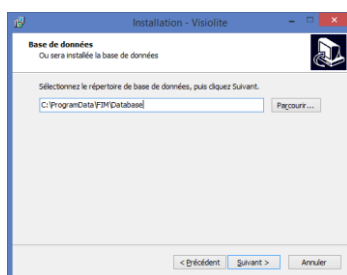 Installation - Visiolite
Base de données
Ou sera installée la base de données
Sélectionnez le répertoire de base de données, puis cliquez Suivant.
C:\ProgramData\FIM\Database
Parcourir...
< Précédent
Suivant >
Annuler